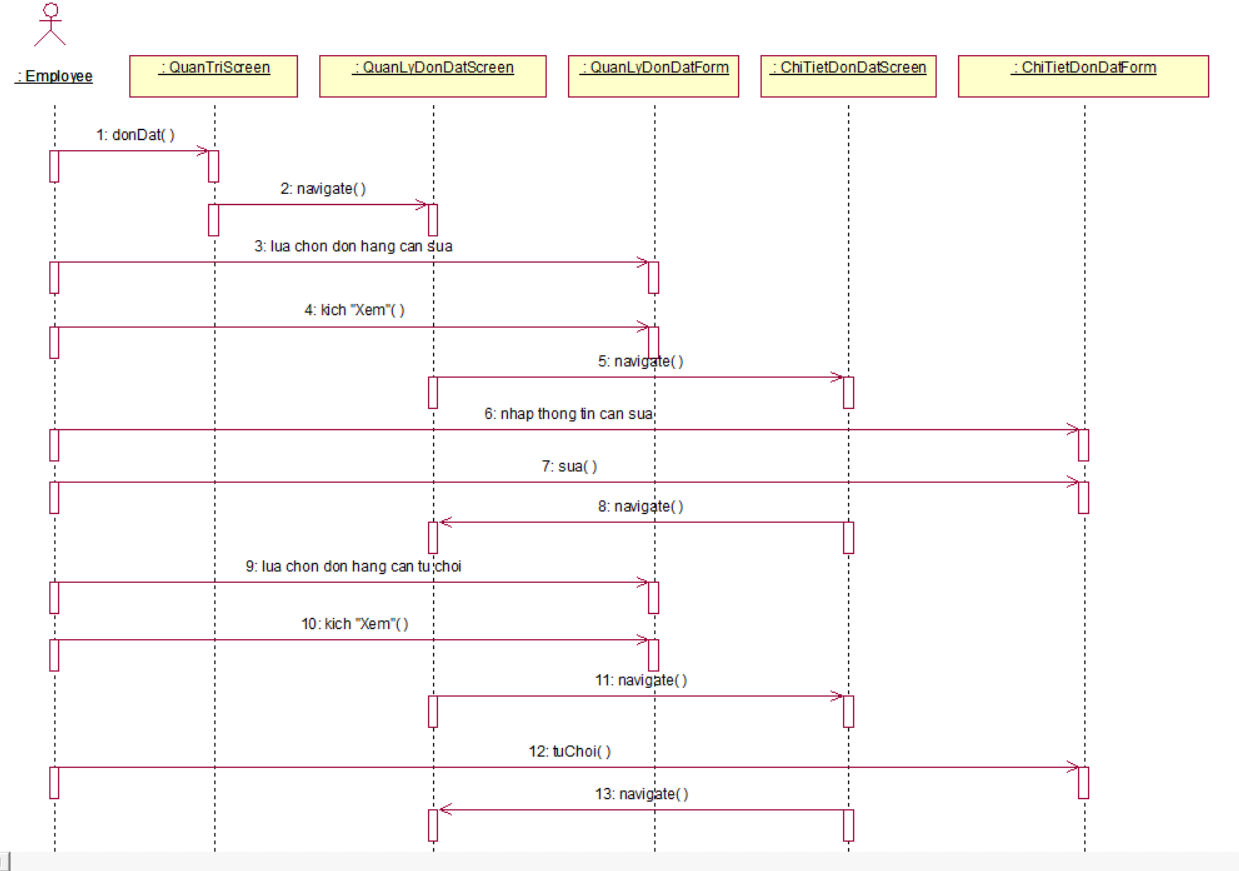 : Employee
: QuanTriScreen
: QuanLyDonDatScreen
: QuanLyDonDatForm
: ChiTietDonDatScreen
: ChiTietDonDatForm
1: donDat( )
2: navigate( )
3: lua chon don hang can sua
4: kich "Xem"( )
5: navigate( )
6: nhap thong tin can sua
7: sua( )
8: navigate( )
9: lua chon don hang can tu choi
10: kich "Xem"( )
11: navigate( )
12: tuChoi( )
13: navigate( )